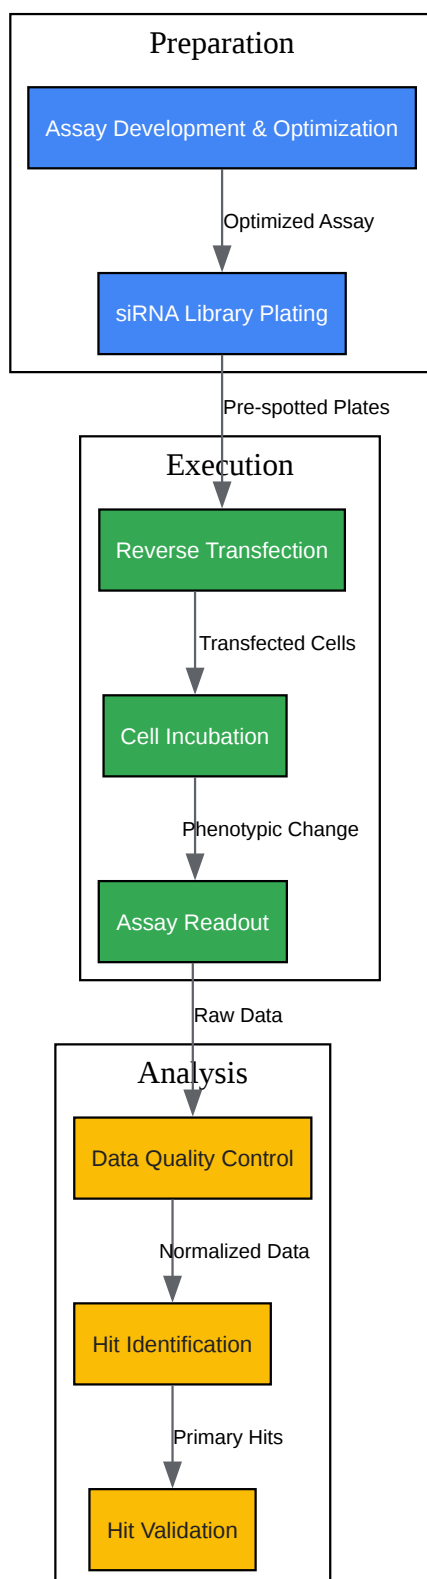 Preparation
Assay Development & Optimization
Optimized Assay
siRNA Library Plating
Pre-spotted Plates
Execution
Reverse Transfection
Transfected Cells
Cell Incubation
Phenotypic Change
Assay Readout
Raw Data
Analysis
Data Quality Control
Normalized Data
Hit Identification
Primary Hits
Hit Validation